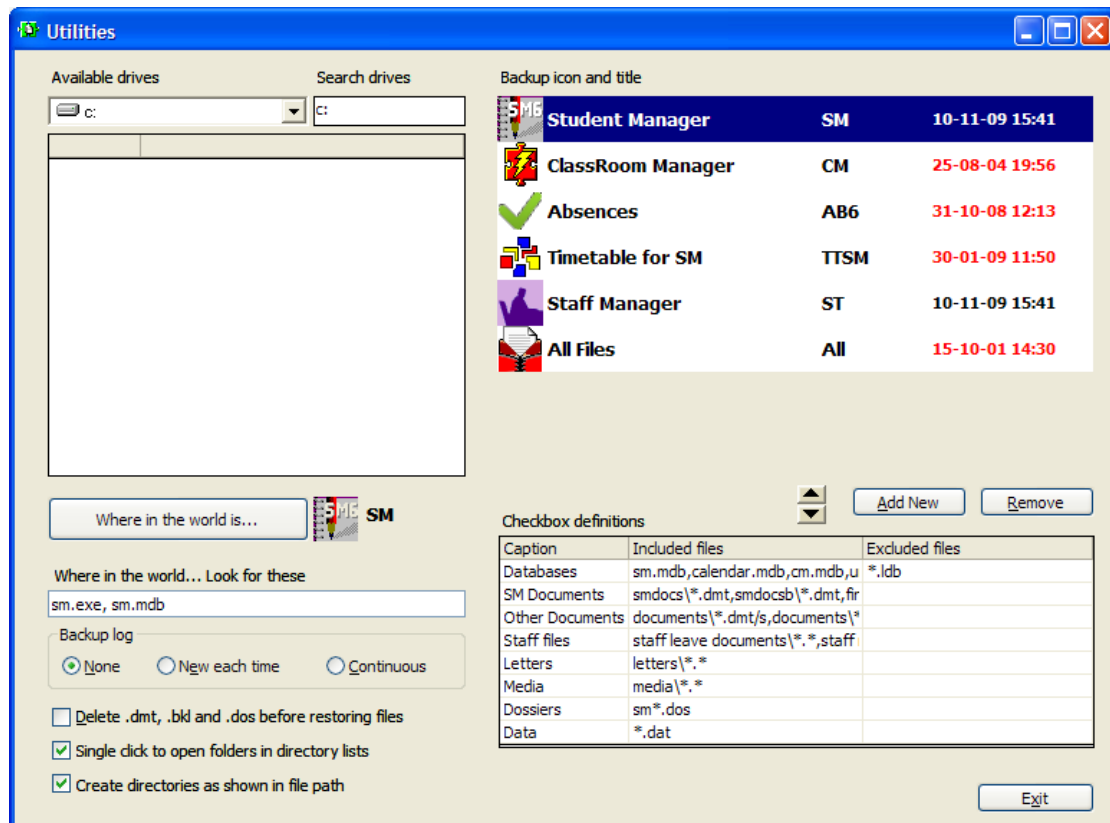 Utilities
Available drives
Search drives
c:
c:
Backup icon and title
Student Manager SM 10-11-09 15:41
ClassRoom Manager CM 25-08-04 19:56
Absences AB6 31-10-08 12:13
Timetable for SM TTSM 30-01-09 11:50
Staff Manager ST 10-11-09 15:41
All Files All 15-10-01 14:30
Where in the world is...
SM
Where in the world... Look for these
sm.exe, sm.mdb
Backup log
None New each time Continuous
Delete .dmt, .bkl and .dos before restoring files
Single click to open folders in directory lists
Create directories as shown in file path
Add New Remove
Checkbox definitions
Caption Included files Excluded files
Databases sm.mdb,calendar.mdb,cm.mdb,u *.ldb
SM Documents smdocs\*.dmt,smdocsb\*.dmt,fir
Other Documents documents\*.dmt/s,documents\*
Staff files staff leave documents\*.*,staff
Letters letters\*.*
Media media\*.*
Dossiers sm*.dos
Data *.dat
Exit